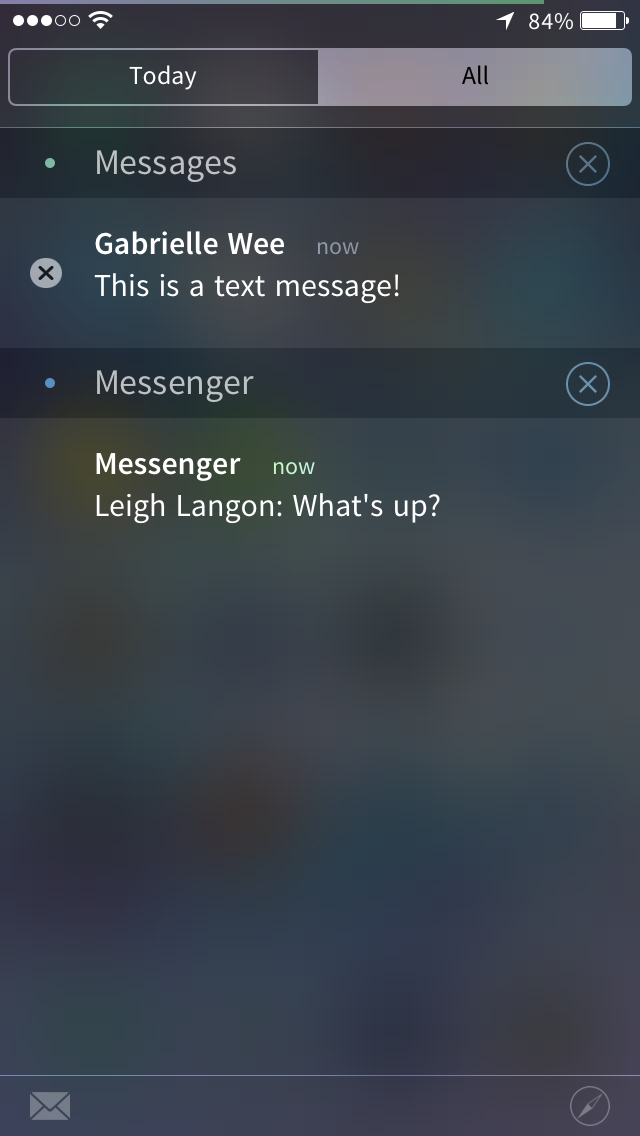 84%
Today
All
Messages
Gabrielle Wee now
This is a text message!
Messenger
Messenger now
Leigh Langon: What's up?